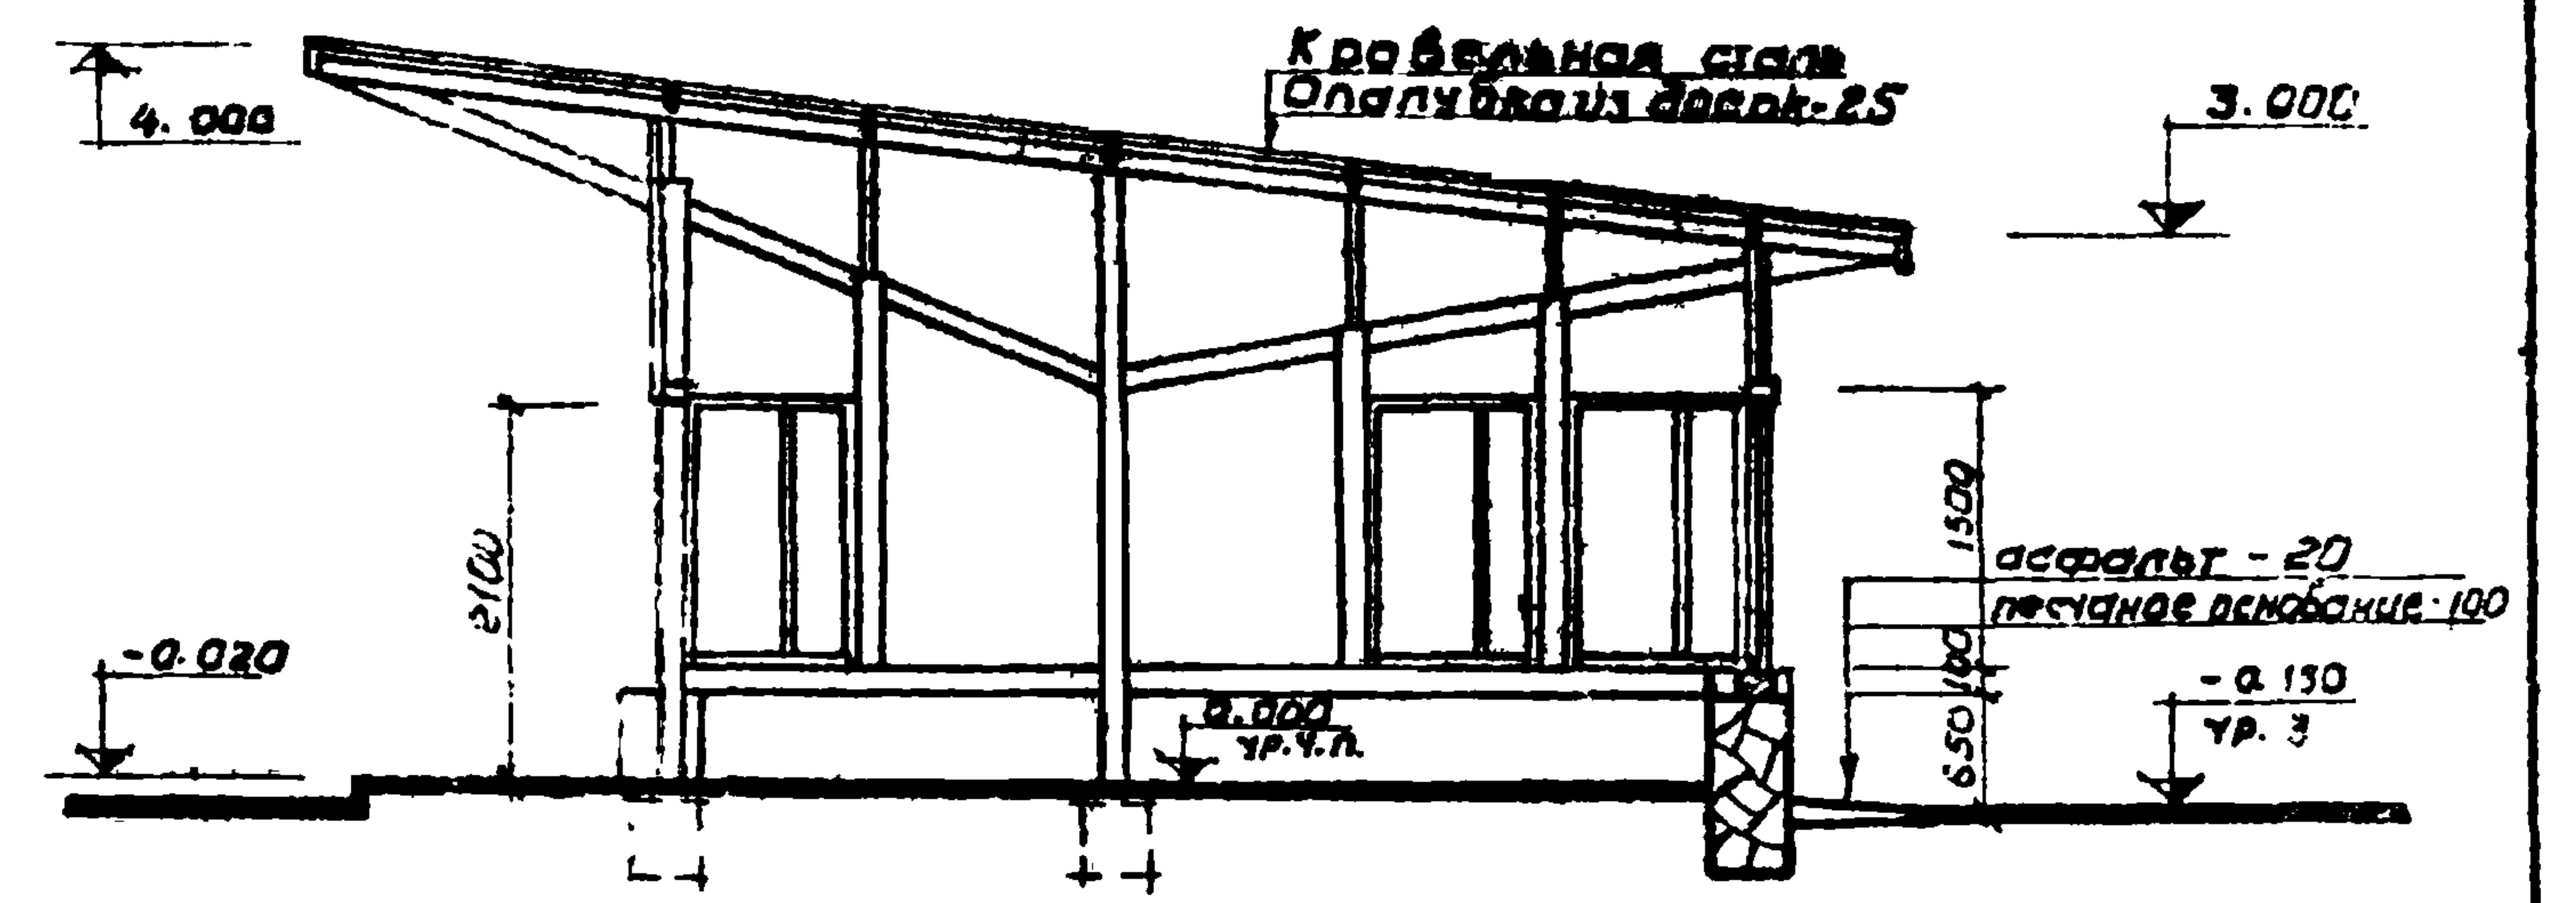 Кровельная сталь
Опалубка из досок-25
4.000
3.000
2100
1500
асфальт - 20
песчаное основание-100
100
650
-0.020
0.000
ур.ч.п.
-0.150
ур. з